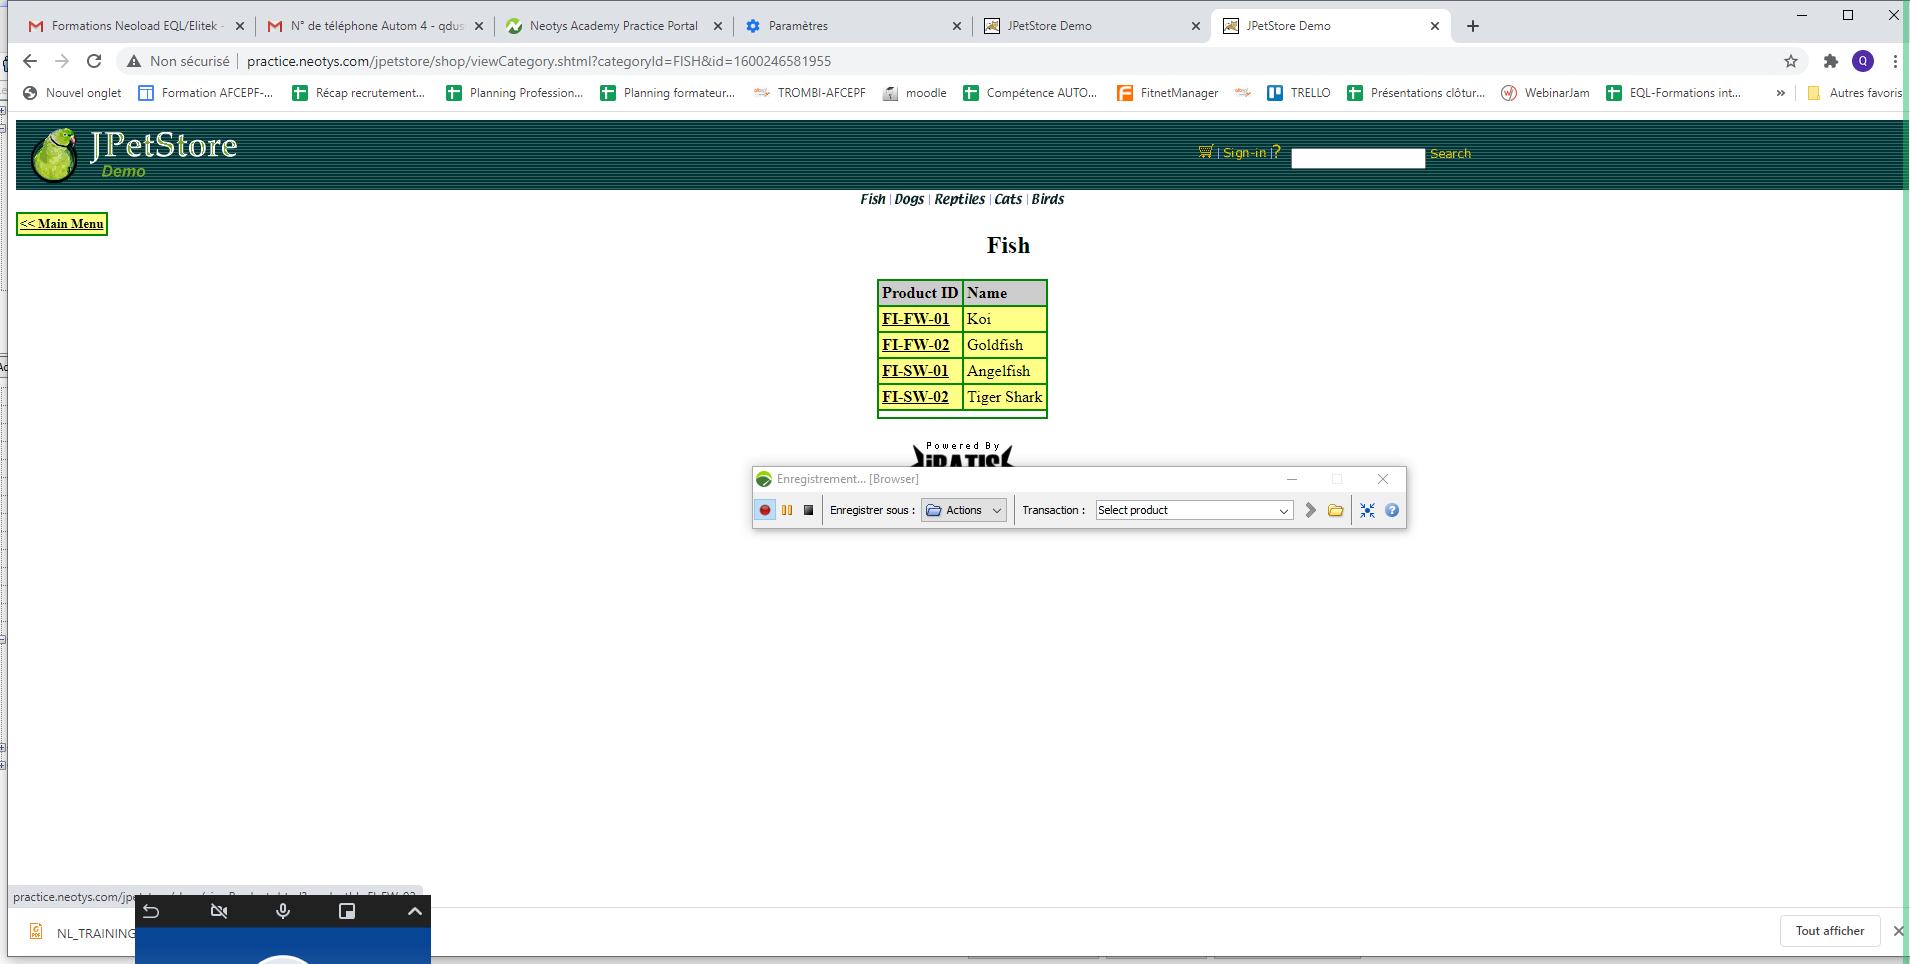 Formations Neoload EQL/Elitek -
N° de téléphone Autom 4 - qdus
Neotys Academy Practice Portal
Paramètres
JPetStore Demo
JPetStore Demo
Non sécurisé
practice.neotys.com/jpetstore/shop/viewCategory.shtml?categoryId=FISH&id=1600246581955
Q
Nouvel onglet
Formation AFCEPF-...
Récap recrutement...
Planning Profession...
Planning formateur...
TROMBI-AFCEPF
moodle
Compétence AUTO...
FitnetManager
TRELLO
Présentations clôtur...
WebinarJam
EQL-Formations int...
»
Autres favoris
JPetStore
Demo
| Sign-in | ?
Search
Fish | Dogs | Reptiles | Cats | Birds
<< Main Menu
Fish
Product ID Name
FI-FW-01 Koi
FI-FW-02 Goldfish
FI-SW-01 Angelfish
FI-SW-02 Tiger Shark
Powered By
iBATIS
Enregistrement... [Browser]
Enregistrer sous : Actions Transaction : Select product
practice.neotys.com/jpe
NL_TRAINING
Tout afficher